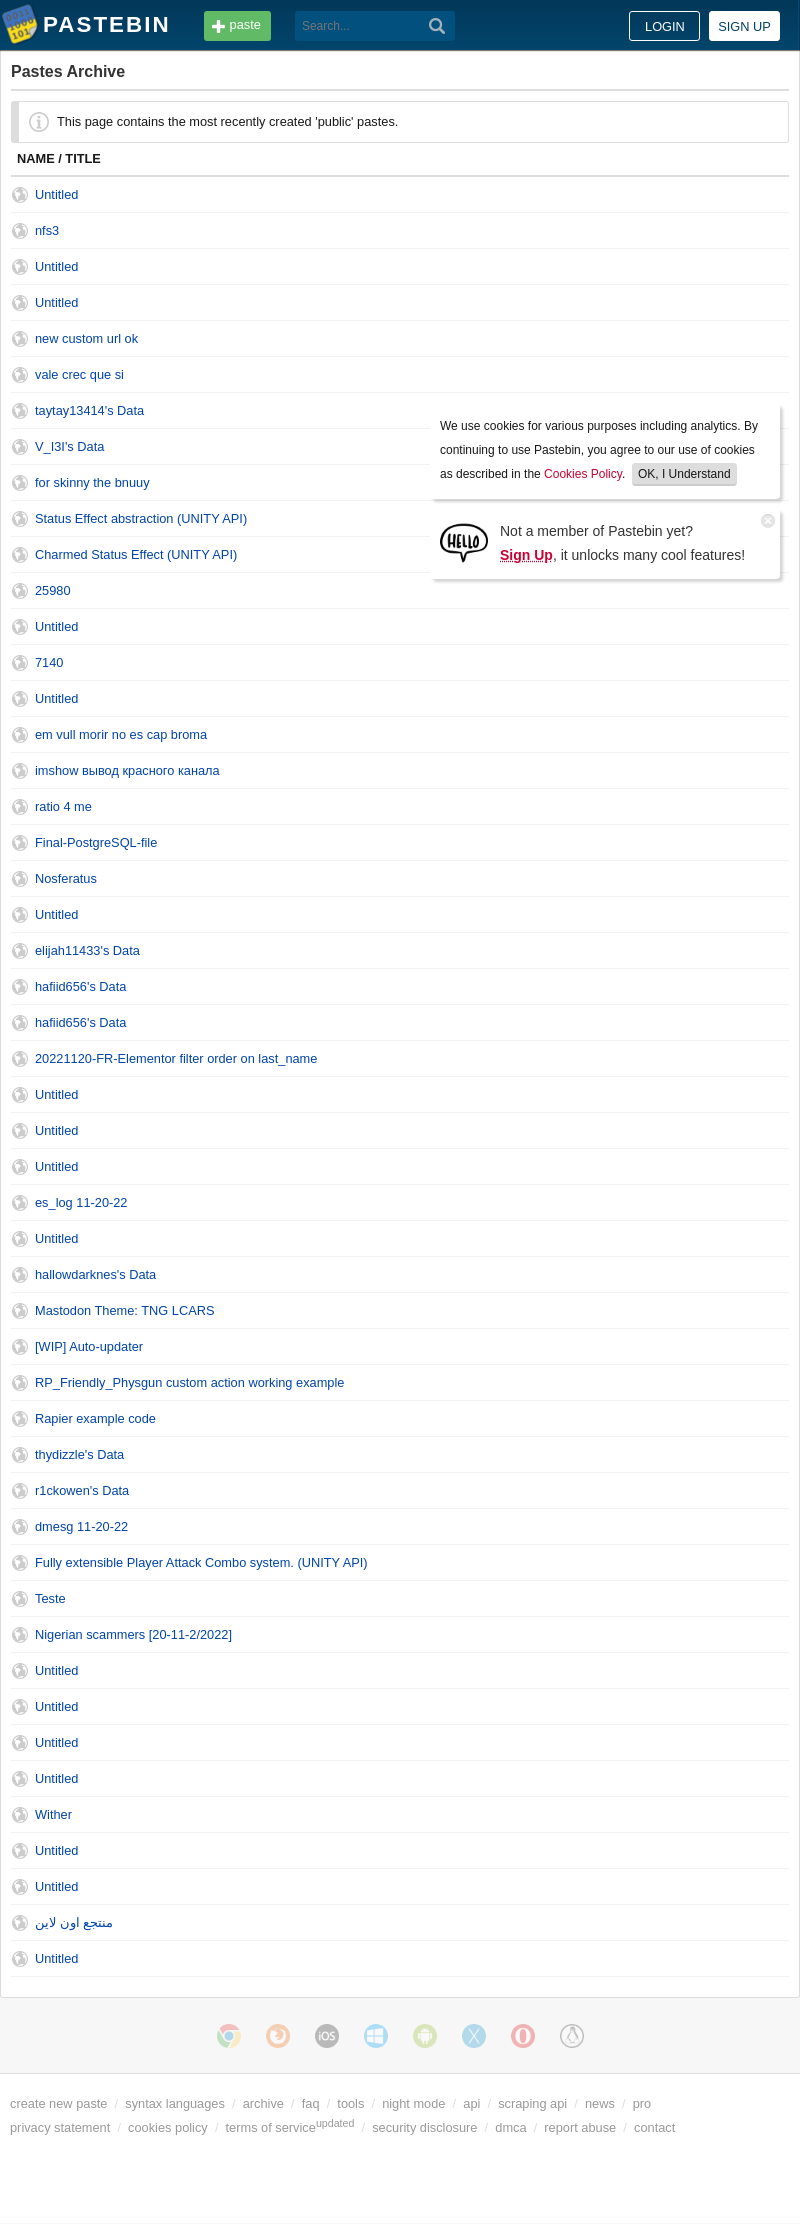 PASTEBIN
paste
Search...
LOGIN
SIGN UP
Pastes Archive
This page contains the most recently created 'public' pastes.
NAME / TITLE
Untitled
nfs3
Untitled
Untitled
new custom url ok
vale crec que si
taytay13414's Data
V_I3I's Data
for skinny the bnuuy
Status Effect abstraction (UNITY API)
Charmed Status Effect (UNITY API)
We use cookies for various purposes including analytics. By
continuing to use Pastebin, you agree to our use of cookies
as described in the Cookies Policy. OK, I Understand
HELLO
Not a member of Pastebin yet?
Sign Up, it unlocks many cool features!
25980
Untitled
7140
Untitled
em vull morir no es cap broma
imshow вывод красного канала
ratio 4 me
Final-PostgreSQL-file
Nosferatus
Untitled
elijah11433's Data
hafiid656's Data
hafiid656's Data
20221120-FR-Elementor filter order on last_name
Untitled
Untitled
Untitled
es_log 11-20-22
Untitled
hallowdarknes's Data
Mastodon Theme: TNG LCARS
[WIP] Auto-updater
RP_Friendly_Physgun custom action working example
Rapier example code
thydizzle's Data
r1ckowen's Data
dmesg 11-20-22
Fully extensible Player Attack Combo system. (UNITY API)
Teste
Nigerian scammers [20-11-2/2022]
Untitled
Untitled
Untitled
Untitled
Wither
Untitled
Untitled
منتجع اون لاين
Untitled
iOS
create new paste / syntax languages / archive / faq / tools / night mode / api / scraping api / news / pro
privacy statement / cookies policy / terms of serviceupdated / security disclosure / dmca / report abuse / contact